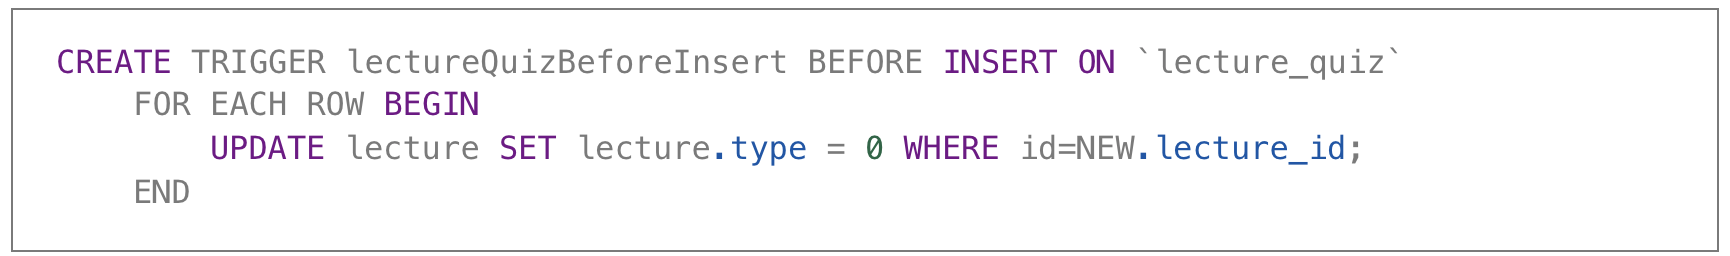 CREATE TRIGGER lectureQuizBeforeInsert BEFORE INSERT ON `lecture_quiz`
    FOR EACH ROW BEGIN
        UPDATE lecture SET lecture.type = 0 WHERE id=NEW.lecture_id;
    END